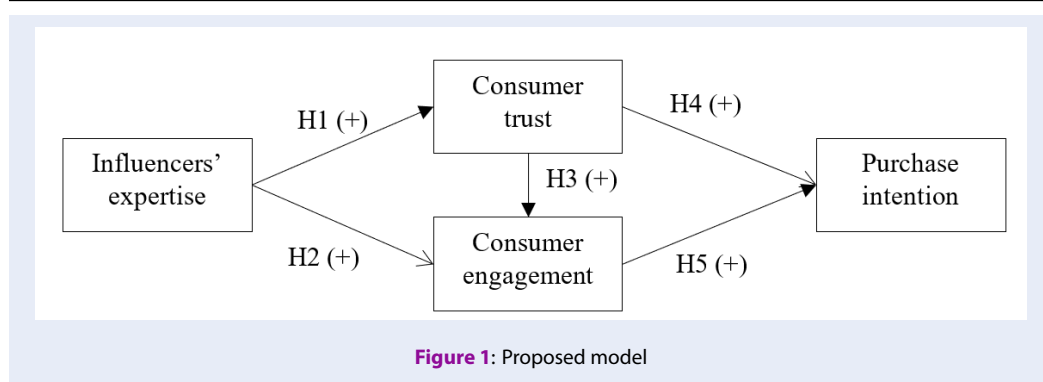 Consumer
trust
H1 (+)
H4 (+)
Influencers’
expertise
H3 (+)
Purchase
intention
Consumer
engagement
H2 (+)
H5 (+)
Figure 1: Proposed model